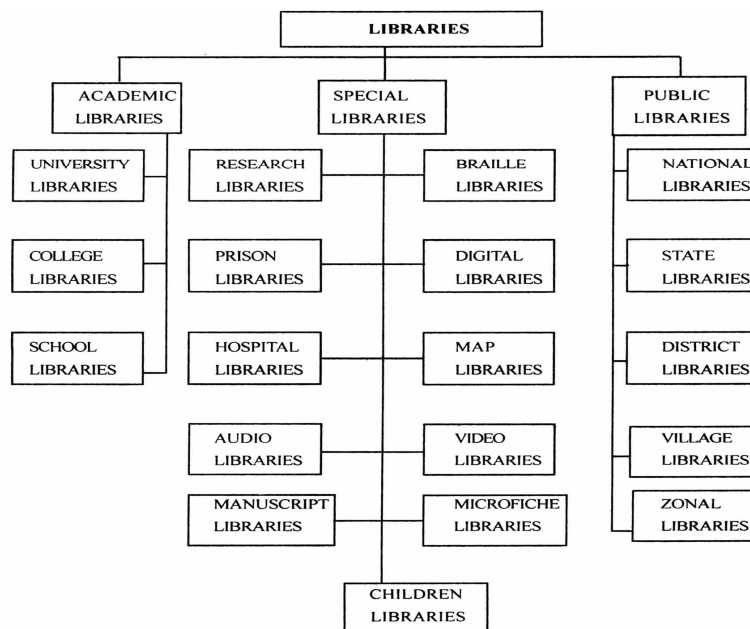 LIBRARIES
ACADEMIC
LIBRARIES
SPECIAL
LIBRARIES
PUBLIC
LIBRARIES
UNIVERSITY
LIBRARIES
RESEARCH
LIBRARIES
BRAILLE
LIBRARIES
NATIONAL
LIBRARIES
COLLEGE
LIBRARIES
PRISON
LIBRARIES
DIGITAL
LIBRARIES
STATE
LIBRARIES
SCHOOL
LIBRARIES
HOSPITAL
LIBRARIES
MAP
LIBRARIES
DISTRICT
LIBRARIES
AUDIO
LIBRARIES
VIDEO
LIBRARIES
VILLAGE
LIBRARIES
MANUSCRIPT
LIBRARIES
MICROFICHE
LIBRARIES
ZONAL
LIBRARIES
CHILDREN
LIBRARIES